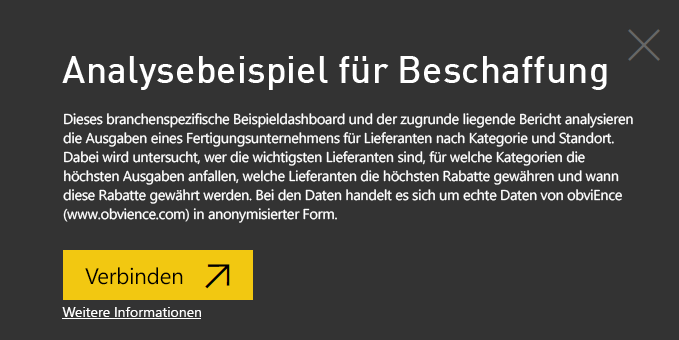 Analysebeispiel für Beschaffung
Dieses branchenspezifische Beispieldashboard und der zugrunde liegende Bericht analysieren
die Ausgaben eines Fertigungsunternehmens für Lieferanten nach Kategorie und Standort.
Dabei wird untersucht, wer die wichtigsten Lieferanten sind, für welche Kategorien die
höchsten Ausgaben anfallen, welche Lieferanten die höchsten Rabatte gewähren und wann
diese Rabatte gewährt werden. Bei den Daten handelt es sich um echte Daten von obviEnce
(www.obvience.com) in anonymisierter Form.
Verbinden
Weitere Informationen